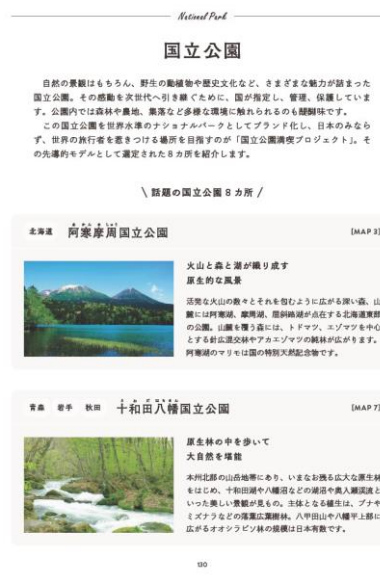 National Park
国立公園
自然の景観はもちろん、野生の動植物や歴史文化など、さまざまな魅力が詰まった
国立公園。その感動を次世代へ引き継ぐために、国が指定し、管理、保護していま
す。公園内では森林や農地、集落など多様な環境に触れられるのも醍醐味です。
この国立公園を世界水準のナショナルパークとしてブランド化し、日本のみなら
ず、世界の旅行者を惹きつける場所を目指すのが「国立公園満喫プロジェクト」。そ
の先導的モデルとして選定された8カ所を紹介します。
\ 話題の国立公園 8 カ所 /
北海道 阿寒摩周国立公園 [MAP 3]
火山と森と湖が織り成す
原生的な風景
活発な火山の数々とそれを包むように広がる深い森、山
麓には阿寒湖、摩周湖、屈斜路湖が点在する北海道東部
の公園。山麓を覆う森には、トドマツ、エゾマツを中心
とする針広混交林やアカエゾマツの純林が広がります。
阿寒湖のマリモは国の特別天然記念物です。
青森 岩手 秋田 十和田八幡国立公園 [MAP 7]
原生林の中を歩いて
大自然を堪能
本州北部の山岳地帯にあり、いまなお残る広大な原生林
をはじめ、十和田湖や八幡沼などの湖沼や奥入瀬渓流と
いった美しい景観が見もの。主体となる植生は、ブナや
ミズナラなどの落葉広葉樹林。八甲田山や八幡平上部に
広がるオオシラビソ林の規模は日本有数です。
130